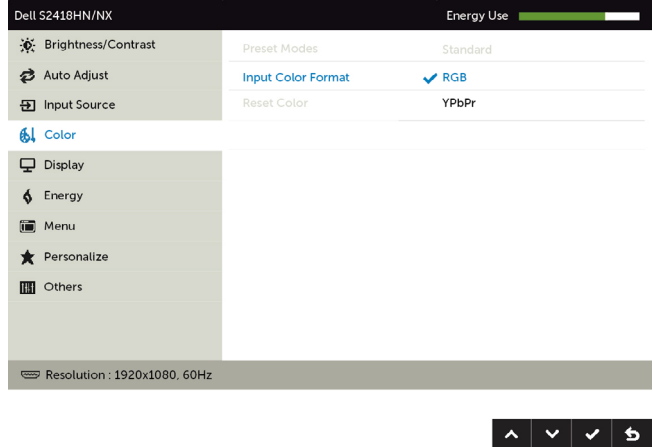 Dell S2418HN/NX
Energy Use
Brightness/Contrast
Auto Adjust
Input Source
Color
Display
Energy
Menu
Personalize
Others
Preset Modes
Standard
Input Color Format
RGB
Reset Color
YPbPr
Resolution : 1920x1080, 60Hz